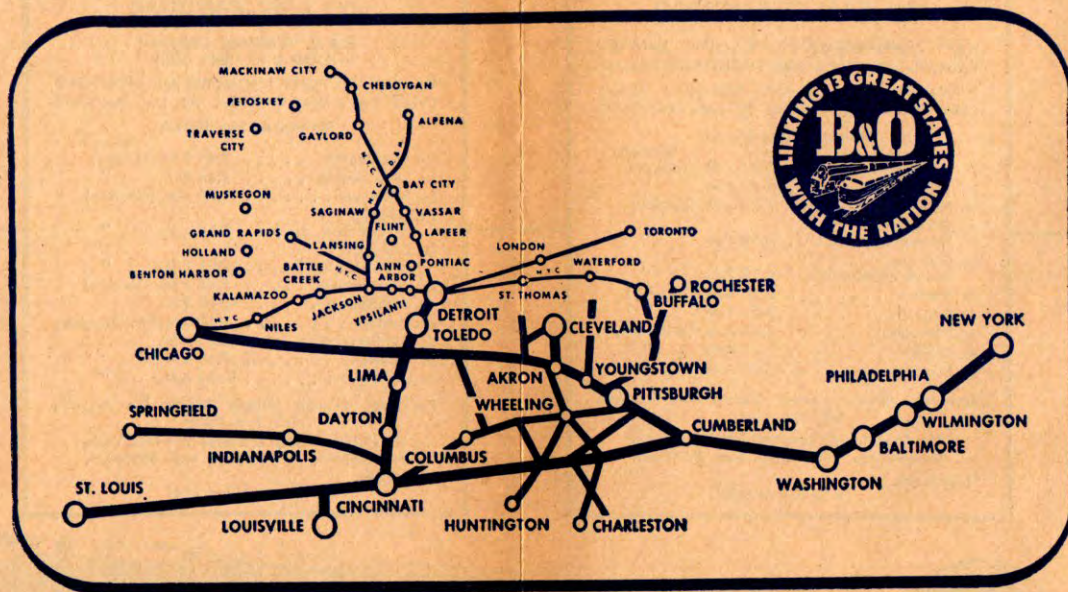 MACKINAW CITY
CHEBOYGAN
PETOSKEY
ALPENA
TRAVERSE
CITY
GAYLORD
N.Y.C.
D & M
N.Y.C.
BAY CITY
MUSKEGON
SAGINAW
VASSAR
FLINT
LAPEER
GRAND RAPIDS
LANSING
HOLLAND
ANN
ARBOR
PONTIAC
BENTON HARBOR
BATTLE
CREEK
N.Y.C.
KALAMAZOO
JACKSON
YPSILANTI
N.Y.C.
NILES
CHICAGO
DETROIT
TOLEDO
LONDON
TORONTO
N.Y.C.
WATERFORD
ST. THOMAS
ROCHESTER
BUFFALO
CLEVELAND
LINKING 13 GREAT STATES
B&O
WITH THE NATION
NEW YORK
YOUNGSTOWN
AKRON
LIMA
PITTSBURGH
PHILADELPHIA
WILMINGTON
WHEELING
SPRINGFIELD
DAYTON
CUMBERLAND
BALTIMORE
INDIANAPOLIS
COLUMBUS
WASHINGTON
ST. LOUIS
CINCINNATI
LOUISVILLE
HUNTINGTON
CHARLESTON